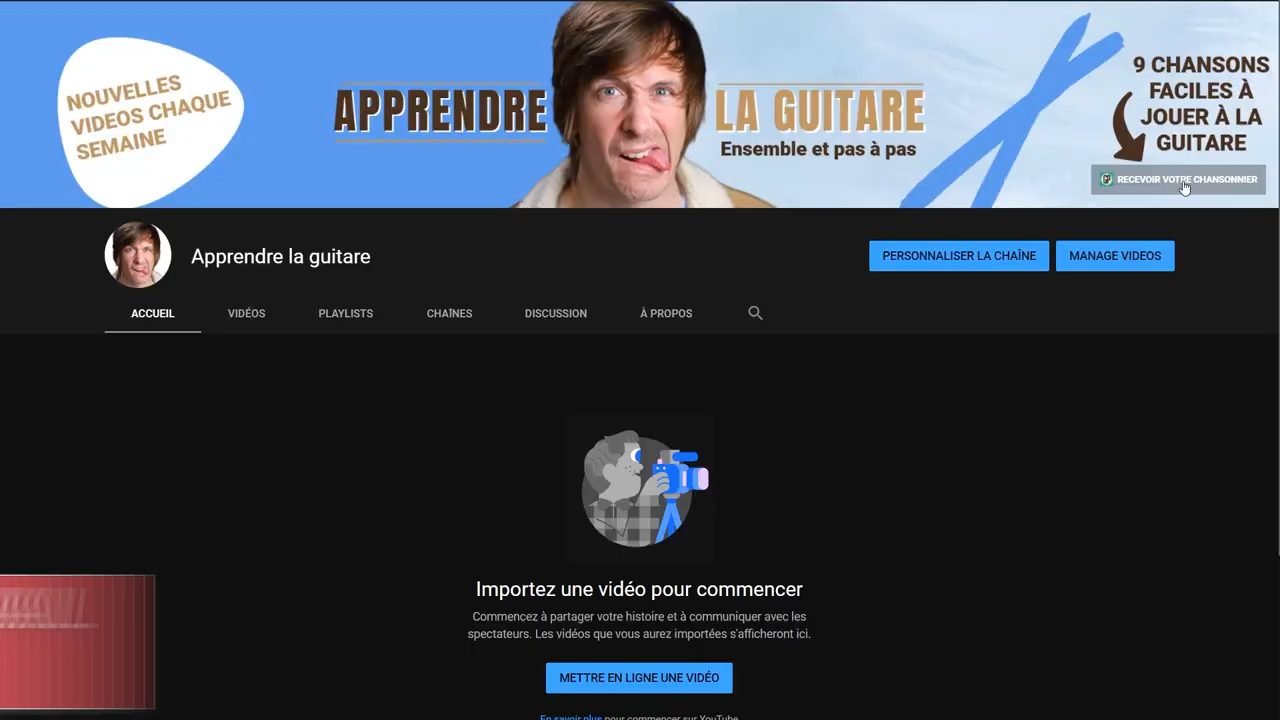 NOUVELLES
VIDEOS CHAQUE
SEMAINE
APPRENDRE
LA GUITARE
Ensemble et pas à pas
9 CHANSONS
FACILES À
JOUER À LA
GUITARE
RECEVOIR VOTRE CHANSONNIER
Apprendre la guitare
PERSONNALISER LA CHAÎNE
MANAGE VIDEOS
ACCUEIL
VIDÉOS
PLAYLISTS
CHAÎNES
DISCUSSION
À PROPOS
Importez une vidéo pour commencer
Commencez à partager votre histoire et à communiquer avec les
spectateurs. Les vidéos que vous aurez importées s'afficheront ici.
METTRE EN LIGNE UNE VIDÉO
En savoir plus pour commencer sur YouTube